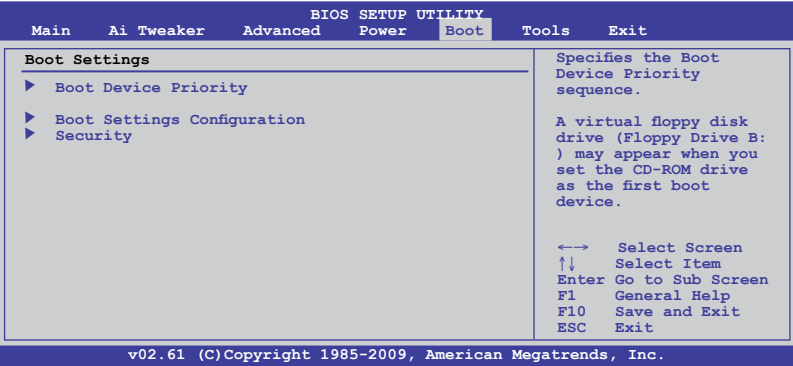 BIOS SETUP UTILITY
Main Ai Tweaker Advanced Power Boot Tools Exit
Boot Settings
Boot Device Priority
Boot Settings Configuration
Security
Specifies the Boot
Device Priority
sequence.
A virtual floppy disk
drive (Floppy Drive B:
) may appear when you
set the CD-ROM drive
as the first boot
device.
←→ Select Screen
↑↓ Select Item
Enter Go to Sub Screen
F1 General Help
F10 Save and Exit
ESC Exit
v02.61 (C)Copyright 1985-2009, American Megatrends, Inc.